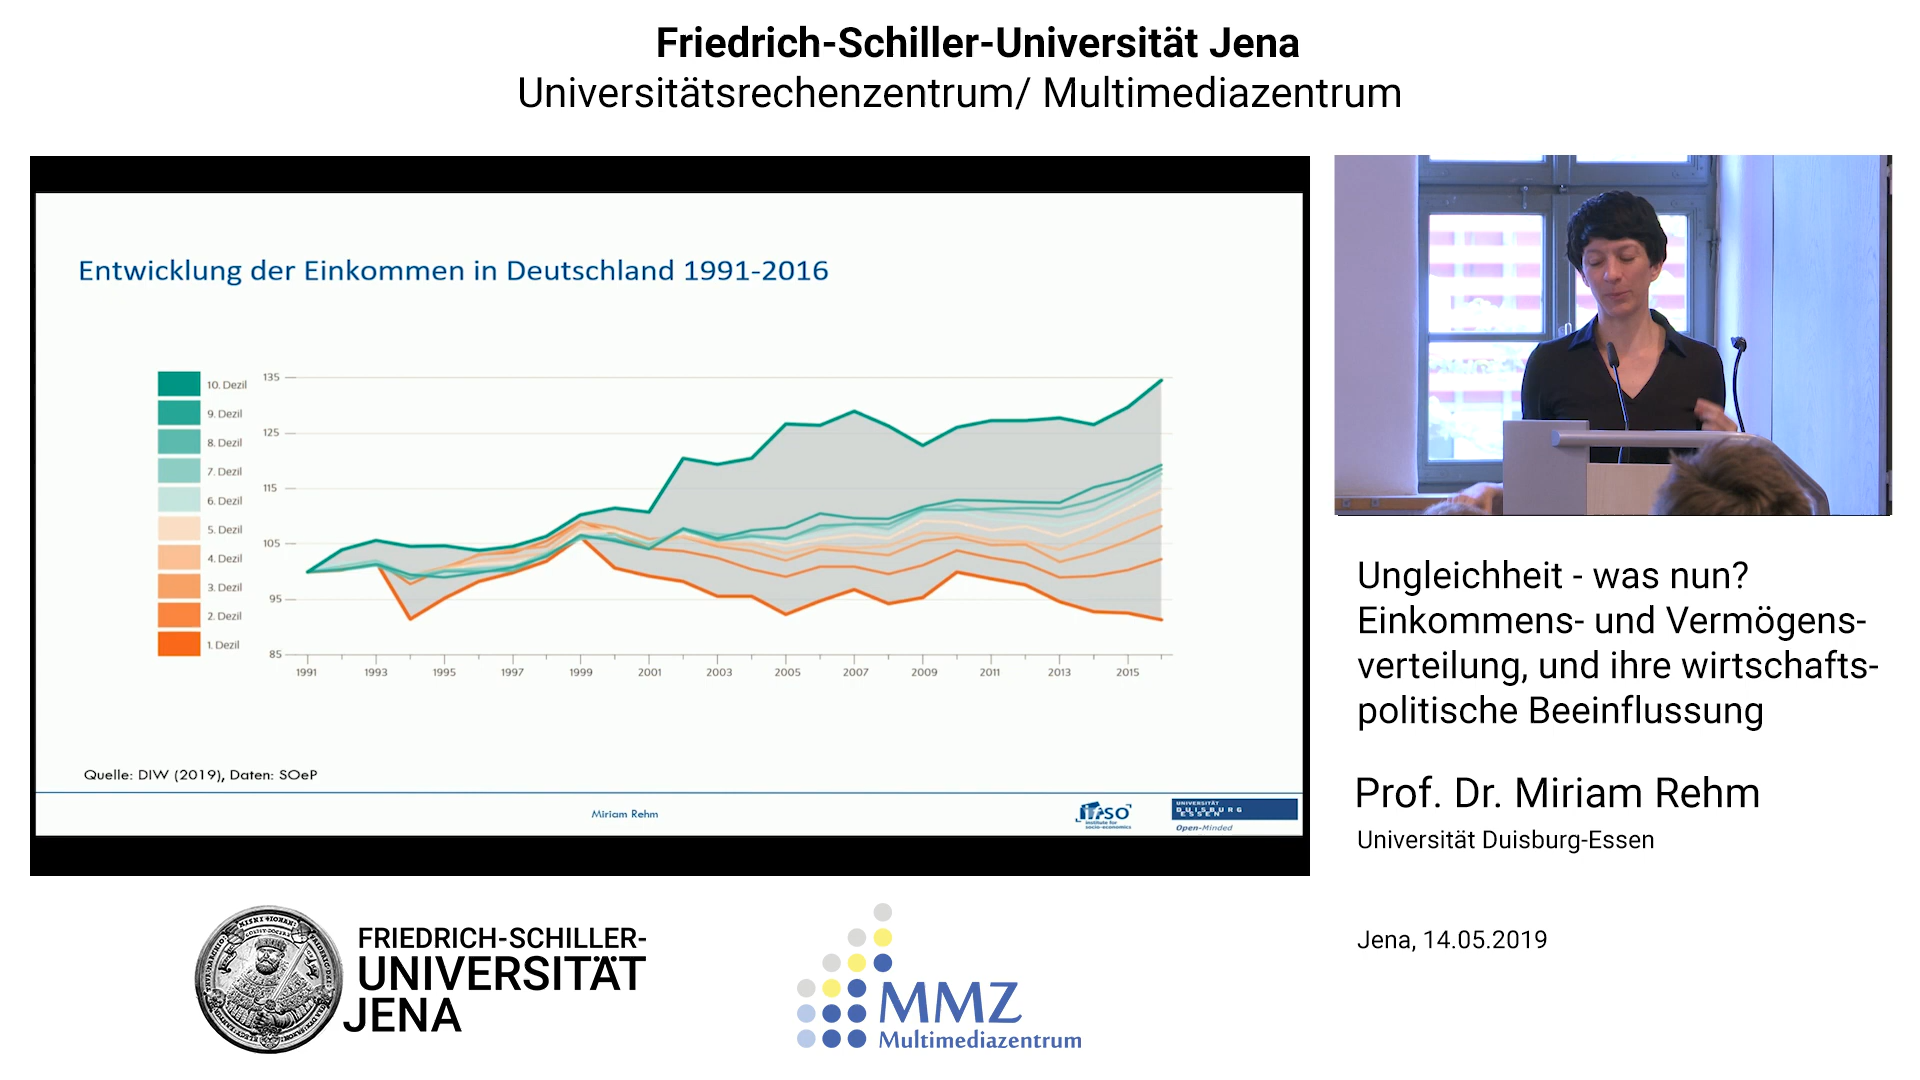 Friedrich-Schiller-Universität Jena
Universitätsrechenzentrum/ Multimediazentrum
Entwicklung der Einkommen in Deutschland 1991-2016
10. Dezil
9. Dezil
8. Dezil
7. Dezil
6. Dezil
5. Dezil
4. Dezil
3. Dezil
2. Dezil
1. Dezil
135
125
115
105
95
85
1991 1993 1995 1997 1999 2001 2003 2005 2007 2009 2011 2013 2015
Quelle: DIW (2019), Daten: SOeP
Miriam Rehm
ifso
institute for
socio-economics
UNIVERSITÄT
DUISBURG
ESSEN
Open-Minded
Ungleichheit - was nun?
Einkommens- und Vermögens-
verteilung, und ihre wirtschafts-
politische Beeinflussung
Prof. Dr. Miriam Rehm
Universität Duisburg-Essen
Jena, 14.05.2019
FRIEDRICH-SCHILLER-
UNIVERSITÄT
JENA
MMZ
Multimediazentrum